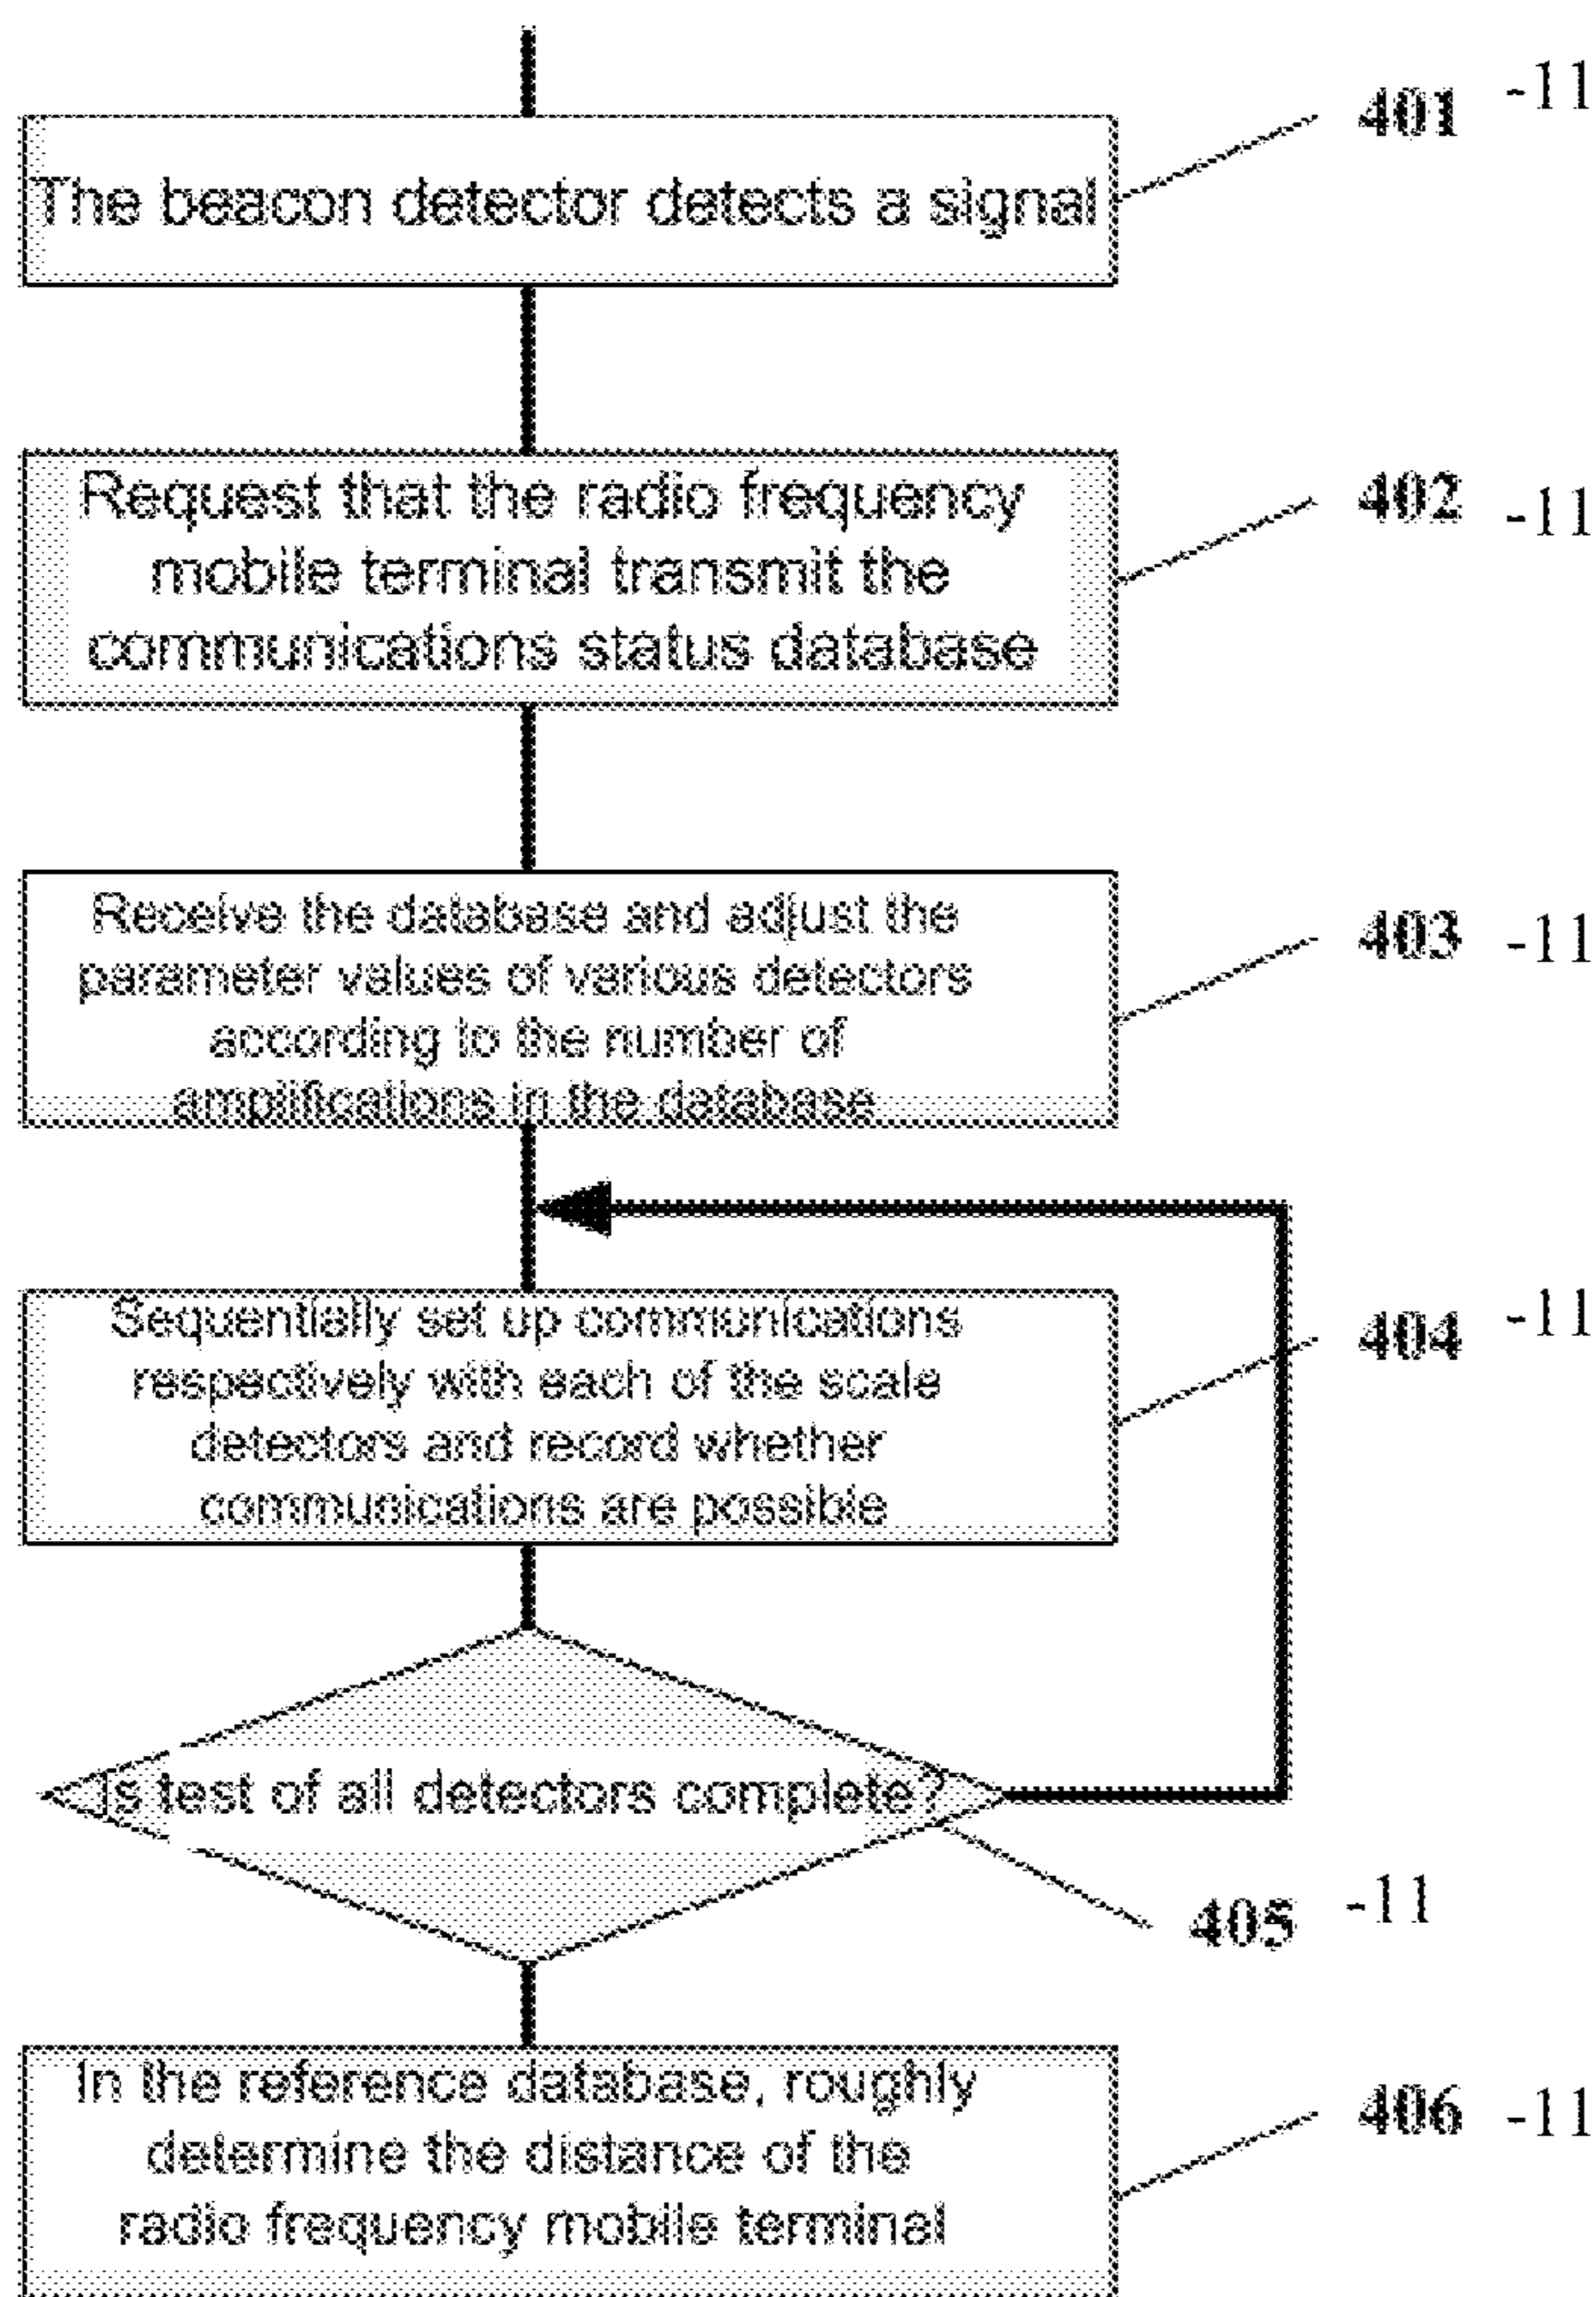 401 -11
The beacon detector detects a signal
Request that the radio frequency
mobile terminal transmit the
communications status database
402 -11
Receive the database and adjust the
parameter values of various detectors
according to the number of
amplifications in the database
403 -11
Sequentially set up communications
respectively with each of the scale
detectors and record whether
communications are possible
404 -11
Is test of all detectors complete?
405 -11
In the reference database, roughly
determine the distance of the
radio frequency mobile terminal
406 -11